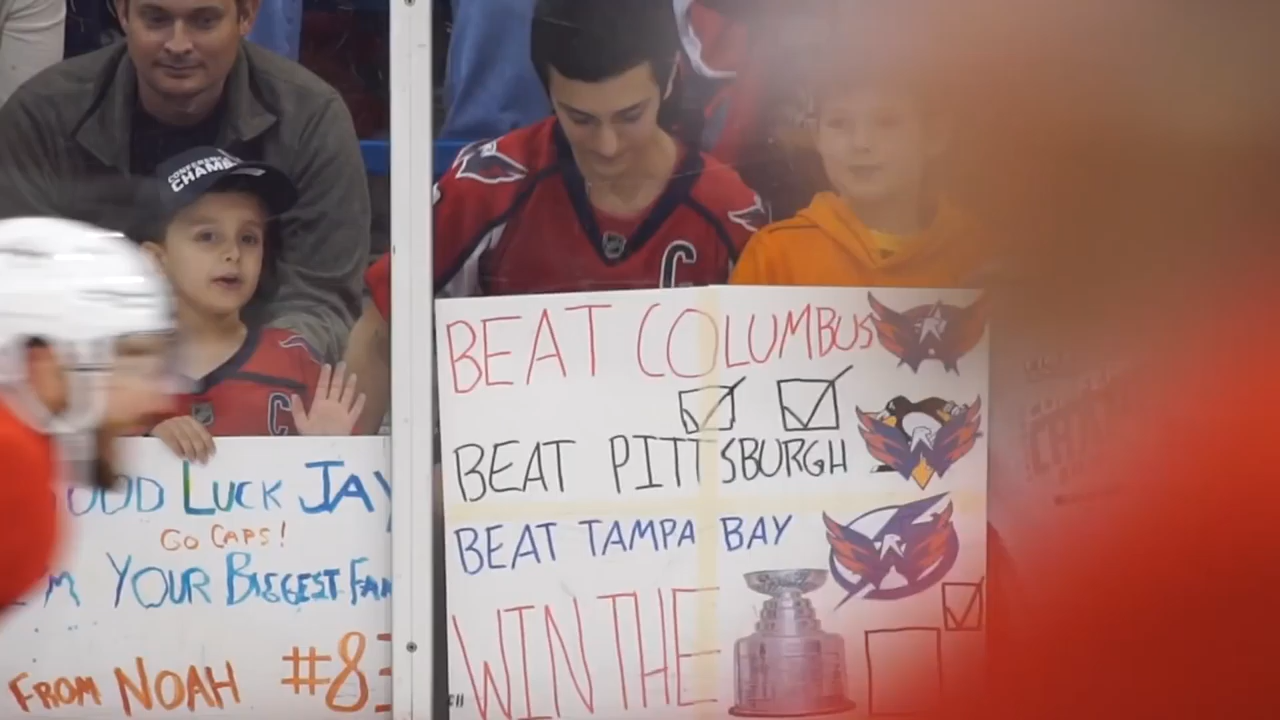 CONFERENCE
CHAMPS
C
C
OOD LUCK JAY
GO CAPS!
M YOUR BIGGEST FAN
FROM NOAH #8
BEAT COLUMBUS
BEAT PITTSBURGH
BEAT TAMPA BAY
WIN THE